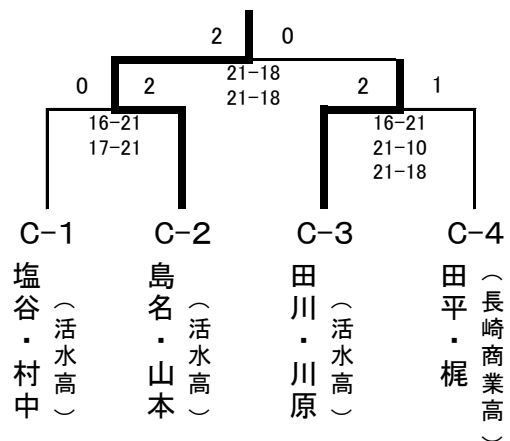 2 0
21-18
21-18
0 2
2 1
16-21
17-21
16-21
21-10
21-18
C-1
C-2
C-3
C-4
塩谷・村中
（活水高）
島名・山本
（活水高）
田川・川原
（活水高）
田平・梶
（長崎商業高）